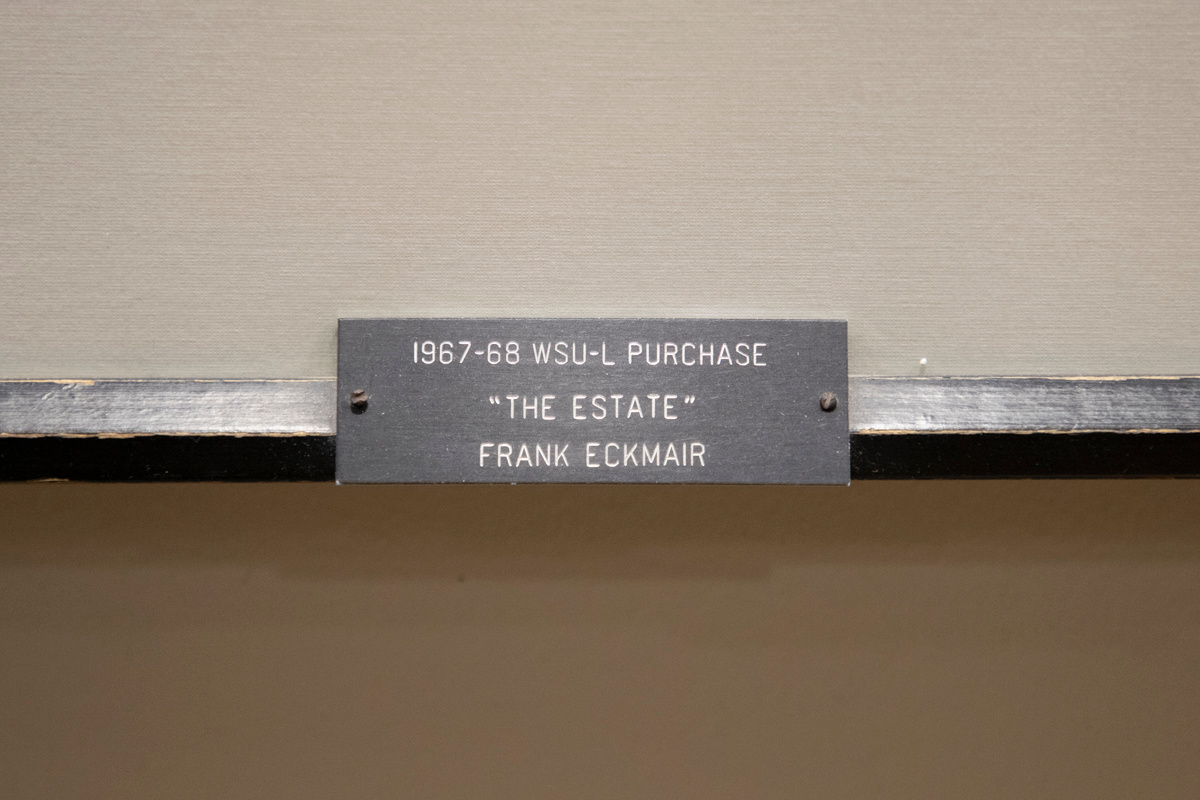 1967-68 WSU-L PURCHASE
“THE ESTATE”
FRANK ECKMAIR